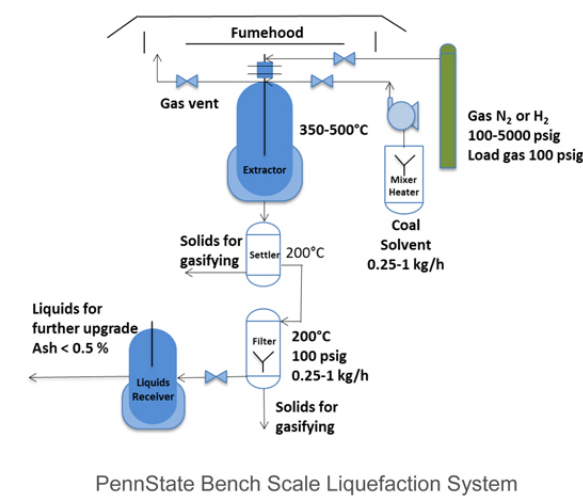 Fumehood
Gas vent
350-500°C
Extractor
Gas N₂ or H₂
100-5000 psig
Load gas 100 psig
Mixer
Heater
Coal
Solvent
0.25-1 kg/h
Solids for
gasifying
Settler
200°C
Liquids for
further upgrade
Ash < 0.5 %
Filter
200°C
100 psig
0.25-1 kg/h
Liquids
Receiver
Solids for
gasifying
PennState Bench Scale Liquefaction System